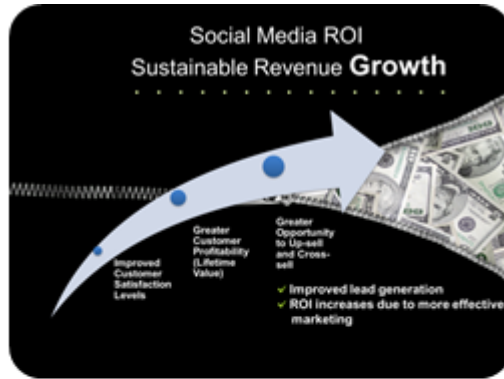 Social Media ROI
Sustainable Revenue Growth
Improved
Customer
Satisfaction
Levels
Greater
Customer
Profitability
(Lifetime
Value)
Greater
Opportunity
to Up-sell
and Cross-
sell
✓ Improved lead generation
✓ ROI increases due to more effective
marketing